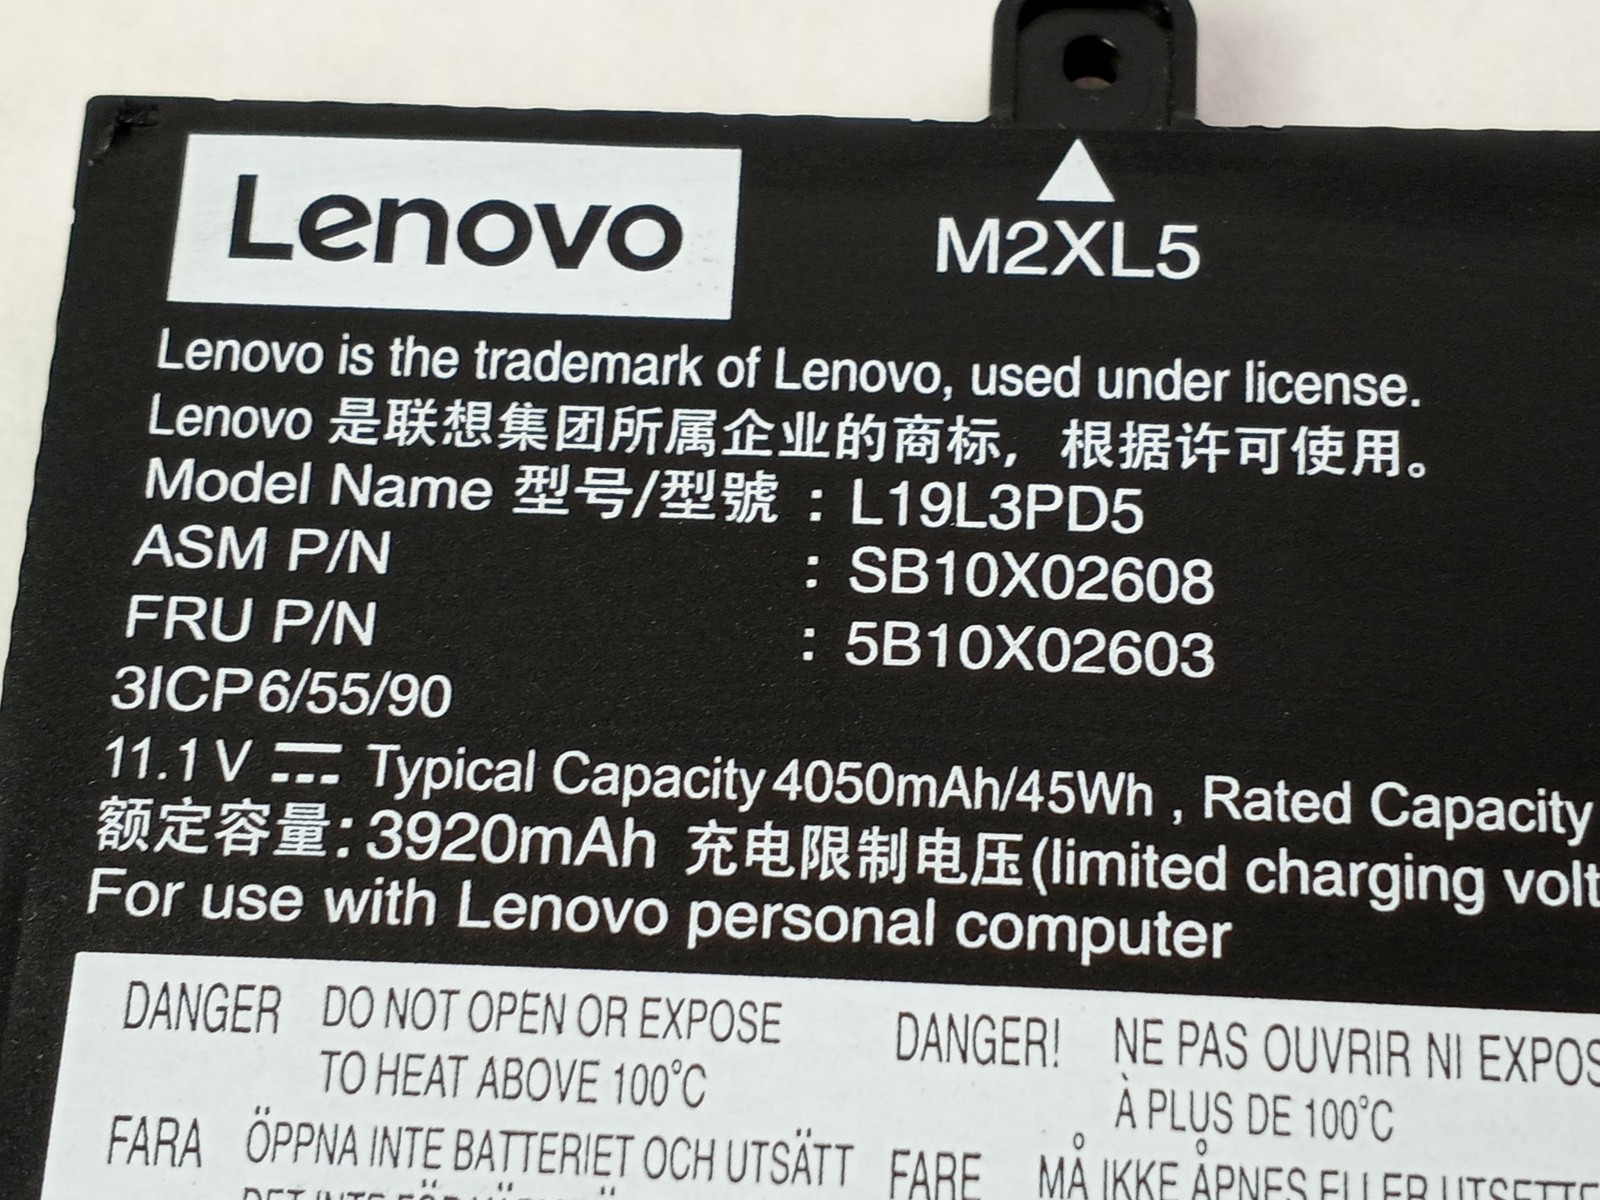 Lenovo
M2XL5
Lenovo is the trademark of Lenovo, used under license.
Lenovo 是联想集团所属企业的商标，根据许可使用。
Model Name 型号/型號 : L19L3PD5
ASM P/N : SB10X02608
FRU P/N : 5B10X02603
3ICP6/55/90
11.1V Typical Capacity 4050mAh/45Wh , Rated Capacity
额定容量: 3920mAh 充电限制电压(limited charging volt
For use with Lenovo personal computer
DANGER DO NOT OPEN OR EXPOSE
TO HEAT ABOVE 100°C
DANGER! NE PAS OUVRIR NI EXPOS
À PLUS DE 100°C
FARA ÖPPNA INTE BATTERIET OCH UTSÄTT
FARE MÅ IKKE ÅPNES ELLER UTSETTE